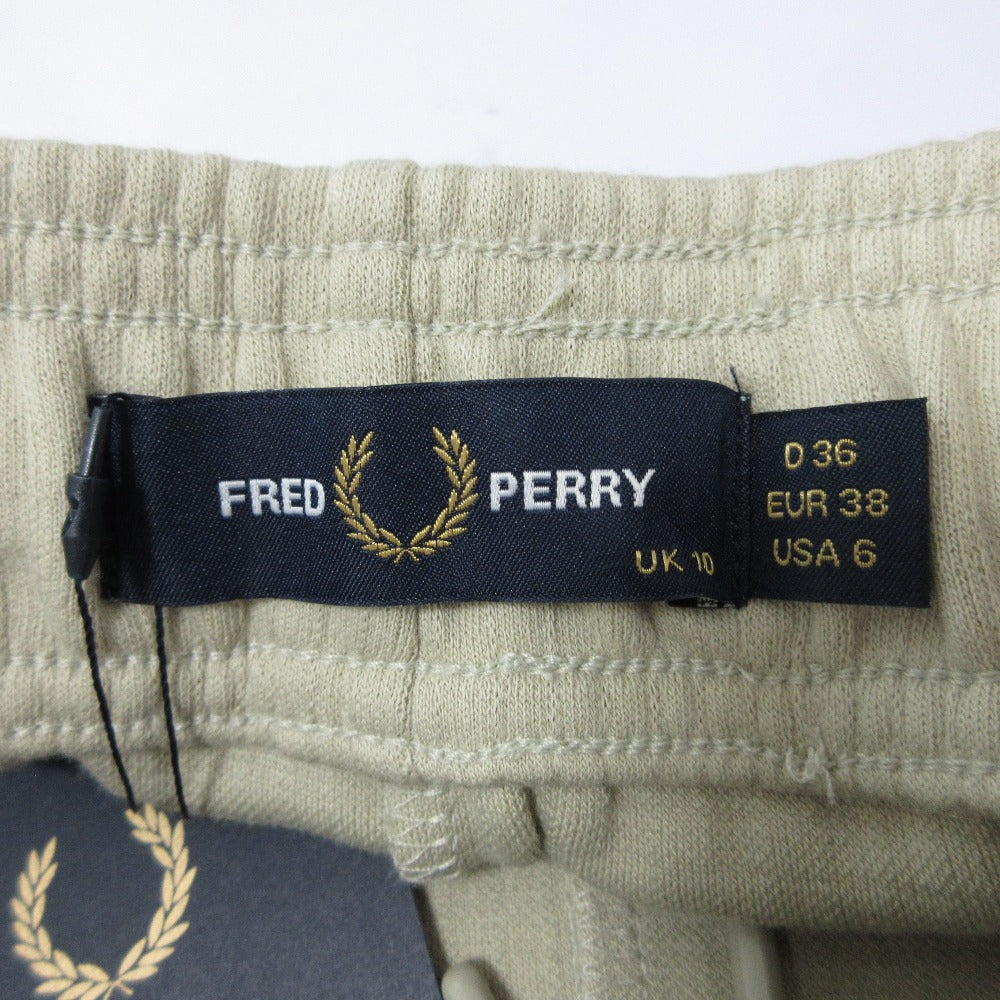 FRED PERRY
UK 10
D 36
EUR 38
USA 6